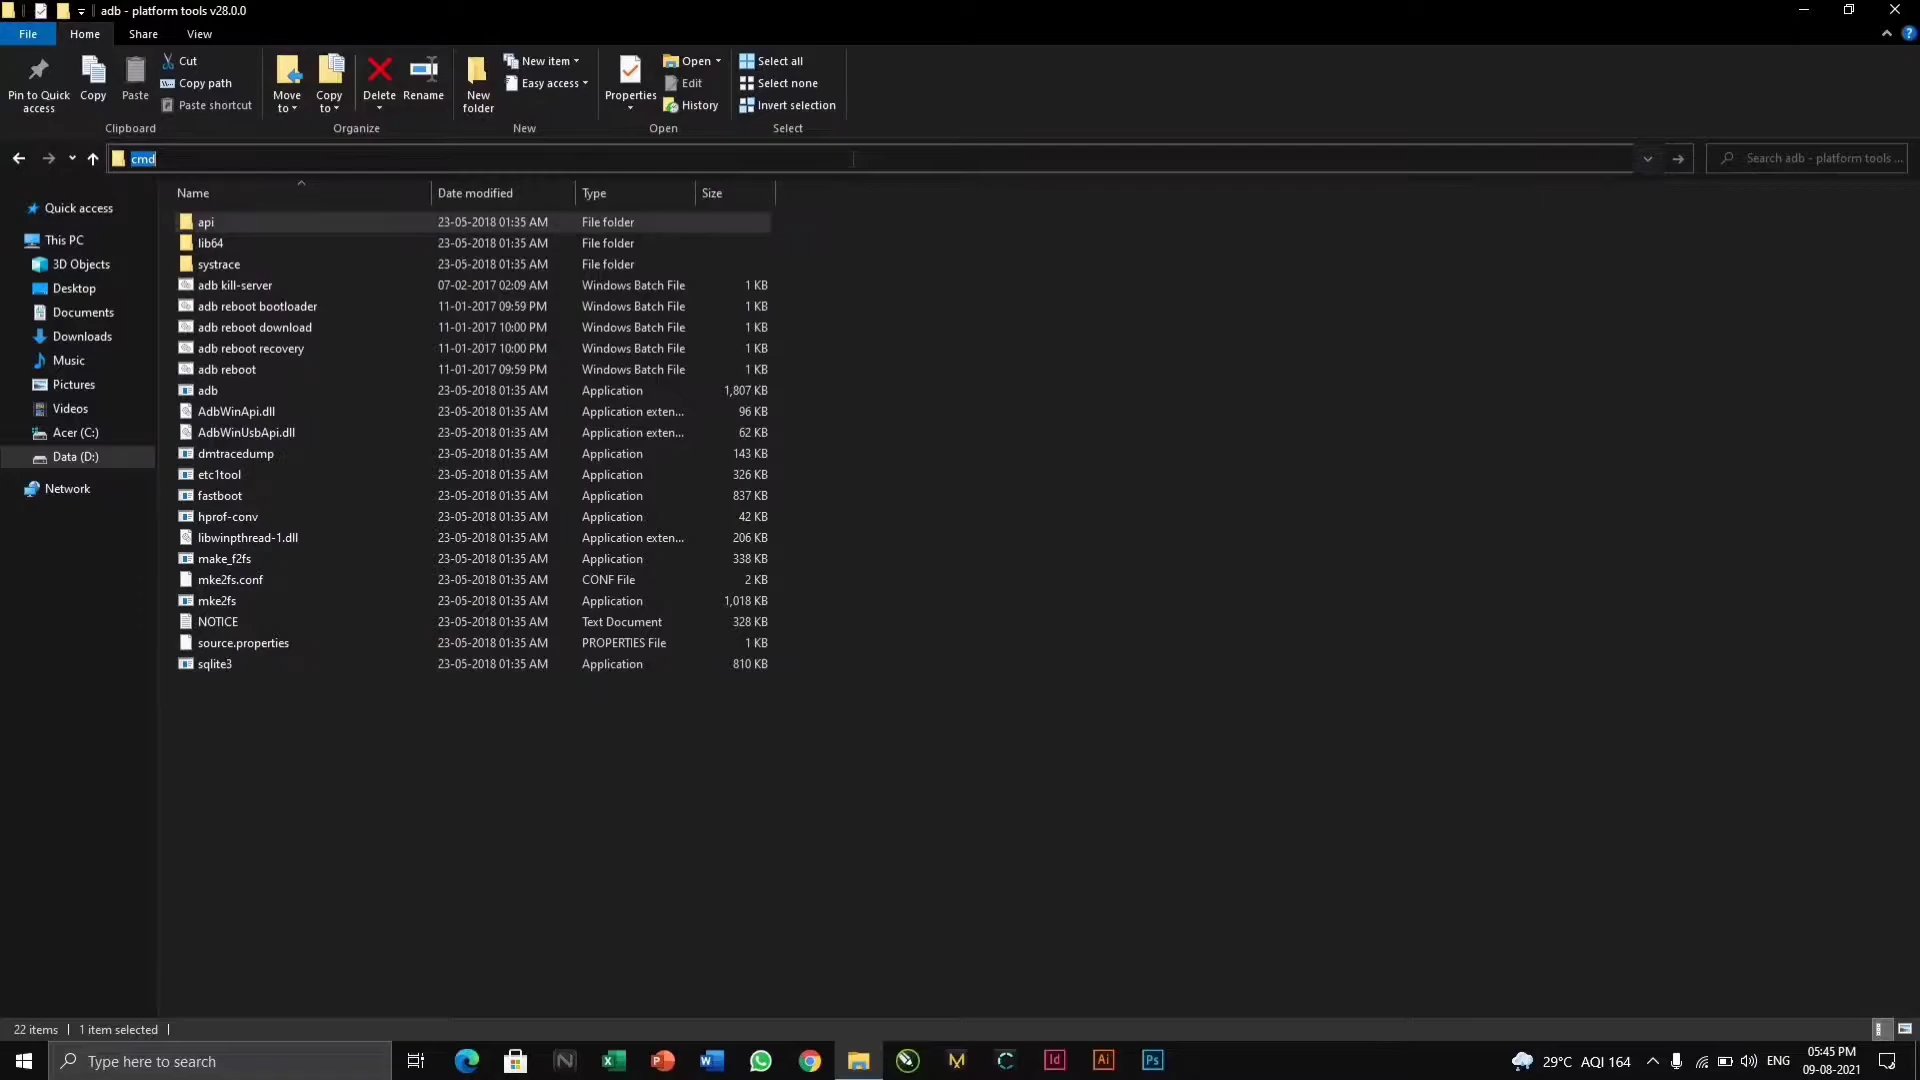 adb - platform tools v28.0.0
File Home Share View
Pin to Quick access
Copy
Paste
Cut
Copy path
Paste shortcut
Clipboard
Move to
Copy to
Delete
Rename
Organize
New folder
New item
Easy access
New
Properties
Open
Edit
History
Open
Select all
Select none
Invert selection
Select
cmd
Search adb - platform tools ...
Quick access
This PC
3D Objects
Desktop
Documents
Downloads
Music
Pictures
Videos
Acer (C:)
Data (D:)
Network
Name Date modified Type Size
api 23-05-2018 01:35 AM File folder
lib64 23-05-2018 01:35 AM File folder
systrace 23-05-2018 01:35 AM File folder
adb kill-server 07-02-2017 02:09 AM Windows Batch File 1 KB
adb reboot bootloader 11-01-2017 09:59 PM Windows Batch File 1 KB
adb reboot download 11-01-2017 10:00 PM Windows Batch File 1 KB
adb reboot recovery 11-01-2017 10:00 PM Windows Batch File 1 KB
adb reboot 11-01-2017 09:59 PM Windows Batch File 1 KB
adb 23-05-2018 01:35 AM Application 1,807 KB
AdbWinApi.dll 23-05-2018 01:35 AM Application exten... 96 KB
AdbWinUsbApi.dll 23-05-2018 01:35 AM Application exten... 62 KB
dmtracedump 23-05-2018 01:35 AM Application 143 KB
etc1tool 23-05-2018 01:35 AM Application 326 KB
fastboot 23-05-2018 01:35 AM Application 837 KB
hprof-conv 23-05-2018 01:35 AM Application 42 KB
libwinpthread-1.dll 23-05-2018 01:35 AM Application exten... 206 KB
make_f2fs 23-05-2018 01:35 AM Application 338 KB
mke2fs.conf 23-05-2018 01:35 AM CONF File 2 KB
mke2fs 23-05-2018 01:35 AM Application 1,018 KB
NOTICE 23-05-2018 01:35 AM Text Document 328 KB
source.properties 23-05-2018 01:35 AM PROPERTIES File 1 KB
sqlite3 23-05-2018 01:35 AM Application 810 KB
22 items 1 item selected
Type here to search
29°C AQI 164
ENG
05:45 PM
09-08-2021